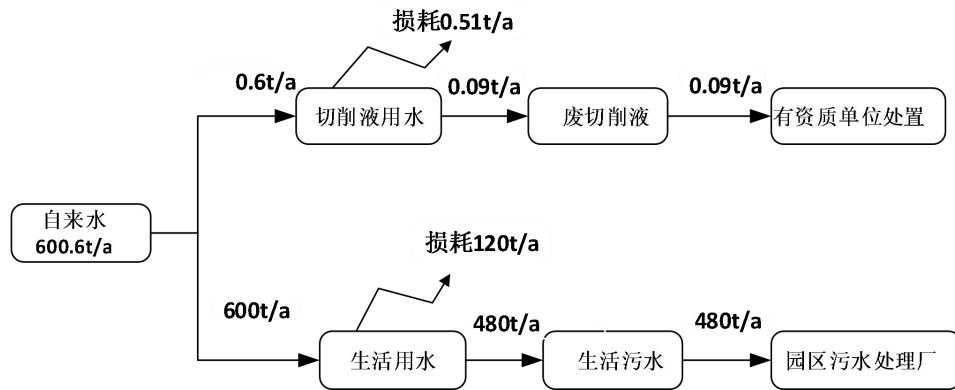 损耗0.51t/a
0.6t/a
0.09t/a
0.09t/a
切削液用水
废切削液
有资质单位处置
自来水
600.6t/a
损耗120t/a
600t/a
480t/a
480t/a
生活用水
生活污水
园区污水处理厂